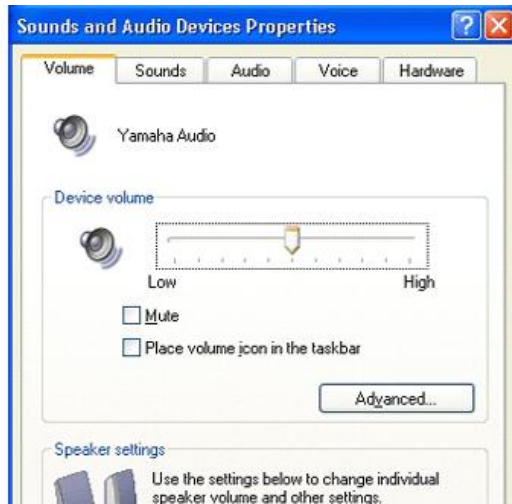 Sounds and Audio Devices Properties
Volume Sounds Audio Voice Hardware
Yamaha Audio
Device volume
Low High
Mute
Place volume icon in the taskbar
Advanced...
Speaker settings
Use the settings below to change individual
speaker volume and other settings.